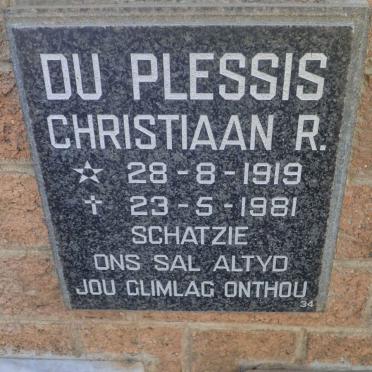 DU PLESSIS
CHRISTIAAN R.
☆ 28-8-1919
✝ 23-5-1981
SCHATZIE
ONS SAL ALTYD
JOU GLIMLAG ONTHOU
34